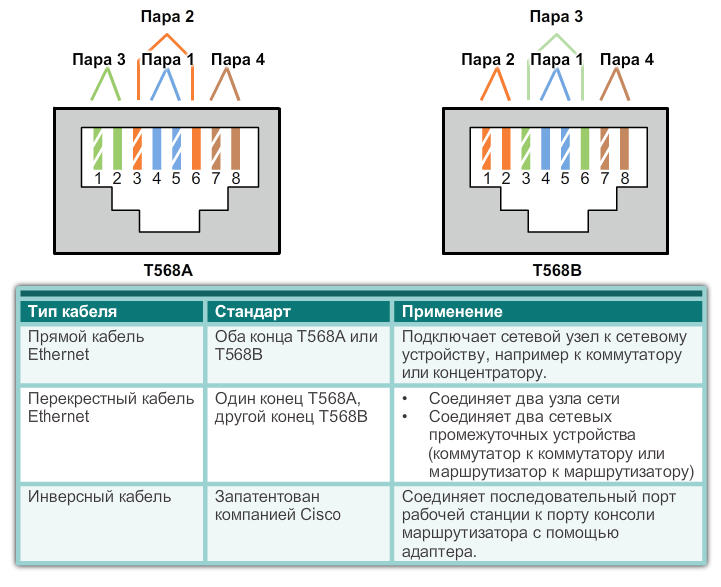 Пара 2
Пара 3 Пара 1 Пара 4
1 2 3 4 5 6 7 8
T568A
Пара 3
Пара 2 Пара 1 Пара 4
1 2 3 4 5 6 7 8
T568B
Тип кабеля
Стандарт
Применение
Прямой кабель
Ethernet
Оба конца T568A или
T568B
Подключает сетевой узел к сетевому
устройству, например к коммутатору
или концентратору.
Перекрестный кабель
Ethernet
Один конец T568A,
другой конец T568B
• Соединяет два узла сети
• Соединяет два сетевых
промежуточных устройства
(коммутатор к коммутатору или
маршрутизатор к маршрутизатору)
Инверсный кабель
Запатентован
компанией Cisco
Соединяет последовательный порт
рабочей станции к порту консоли
маршрутизатора с помощью
адаптера.